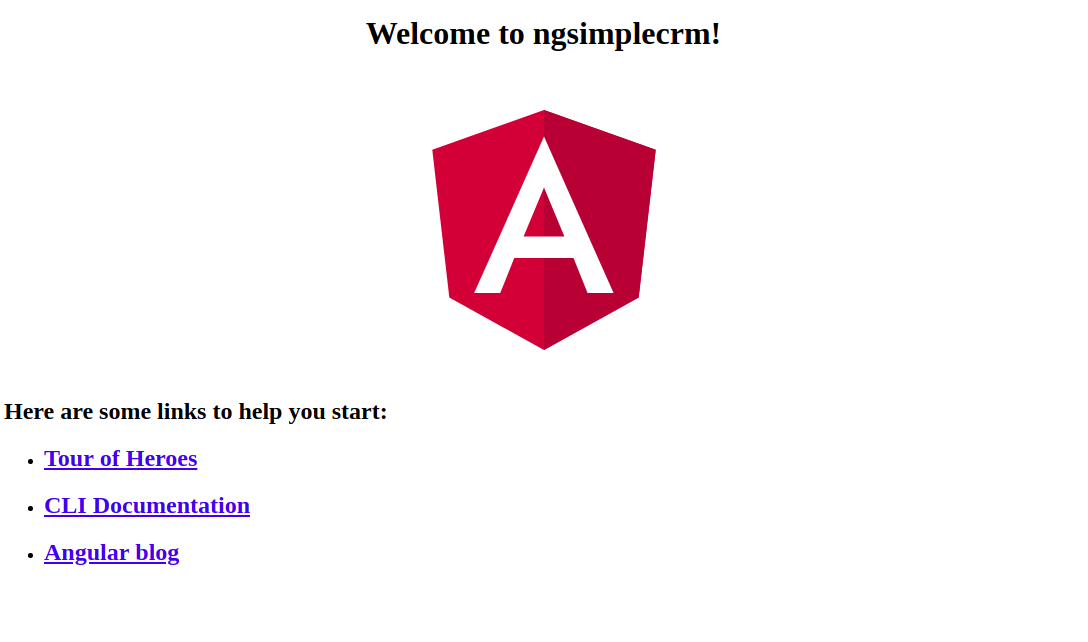 Welcome to ngsimplecrm!
A
Here are some links to help you start:
Tour of Heroes
CLI Documentation
Angular blog